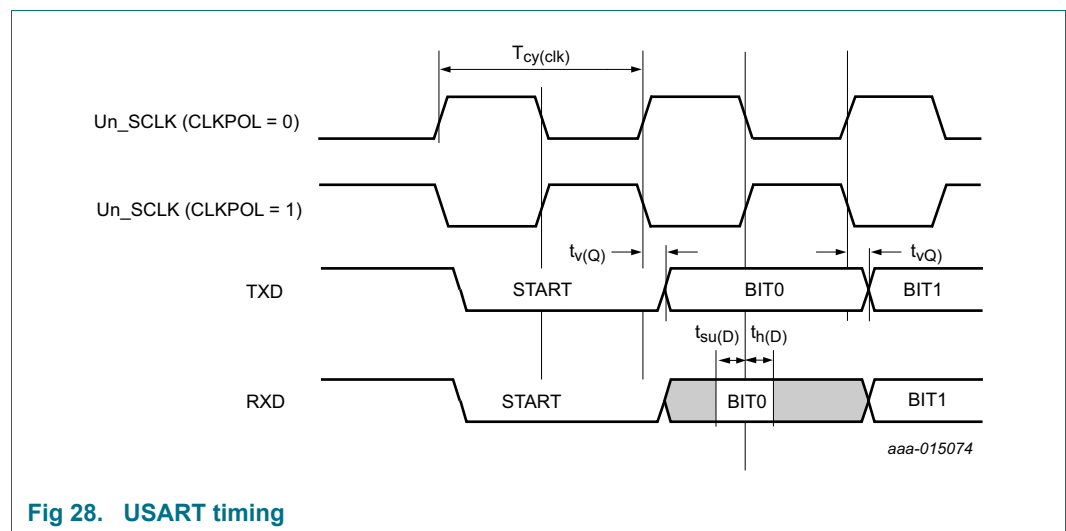 Tcy(clk)
Un_SCLK (CLKPOL = 0)
Un_SCLK (CLKPOL = 1)
tv(Q)
tvQ)
TXD
START
BIT0
BIT1
tsu(D)
th(D)
RXD
START
BIT0
BIT1
aaa-015074
Fig 28. USART timing